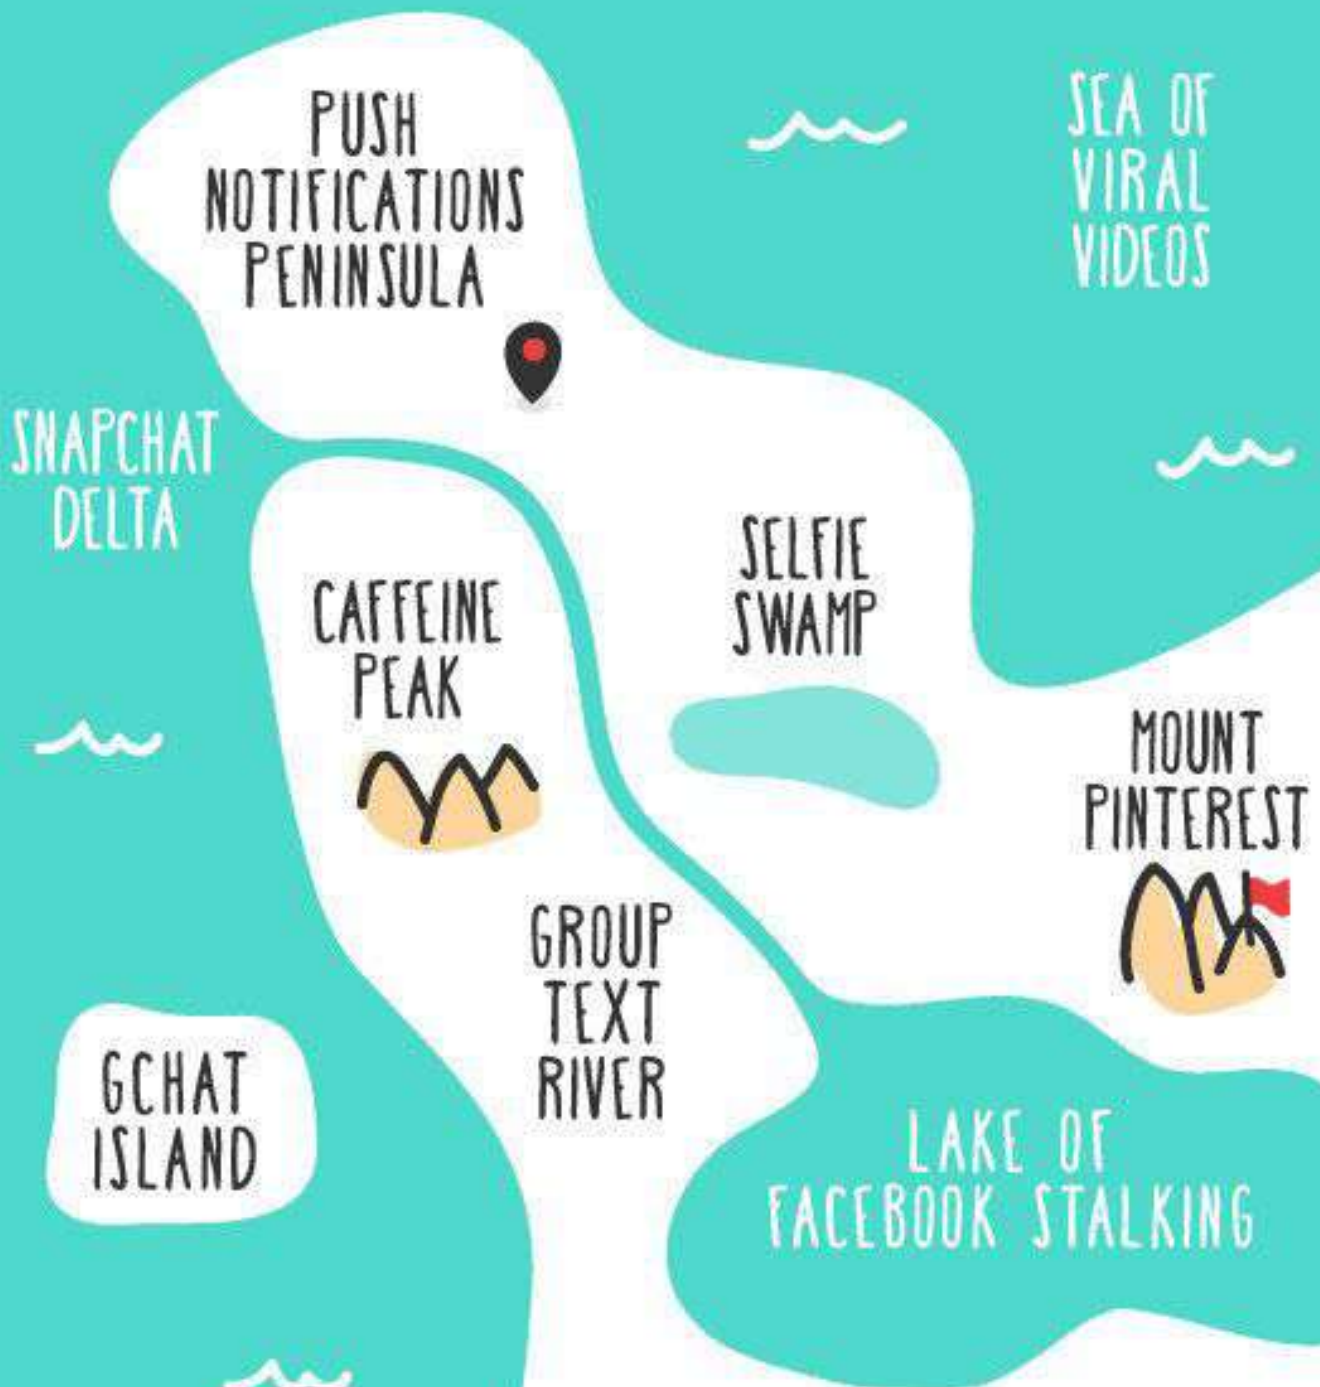 PUSH
NOTIFICATIONS
PENINSULA
SEA OF
VIRAL
VIDEOS
SNAPCHAT
DELTA
SELFIE
SWAMP
CAFFEINE
PEAK
MOUNT
PINTEREST
GROUP
TEXT
RIVER
GCHAT
ISLAND
LAKE OF
FACEBOOK STALKING